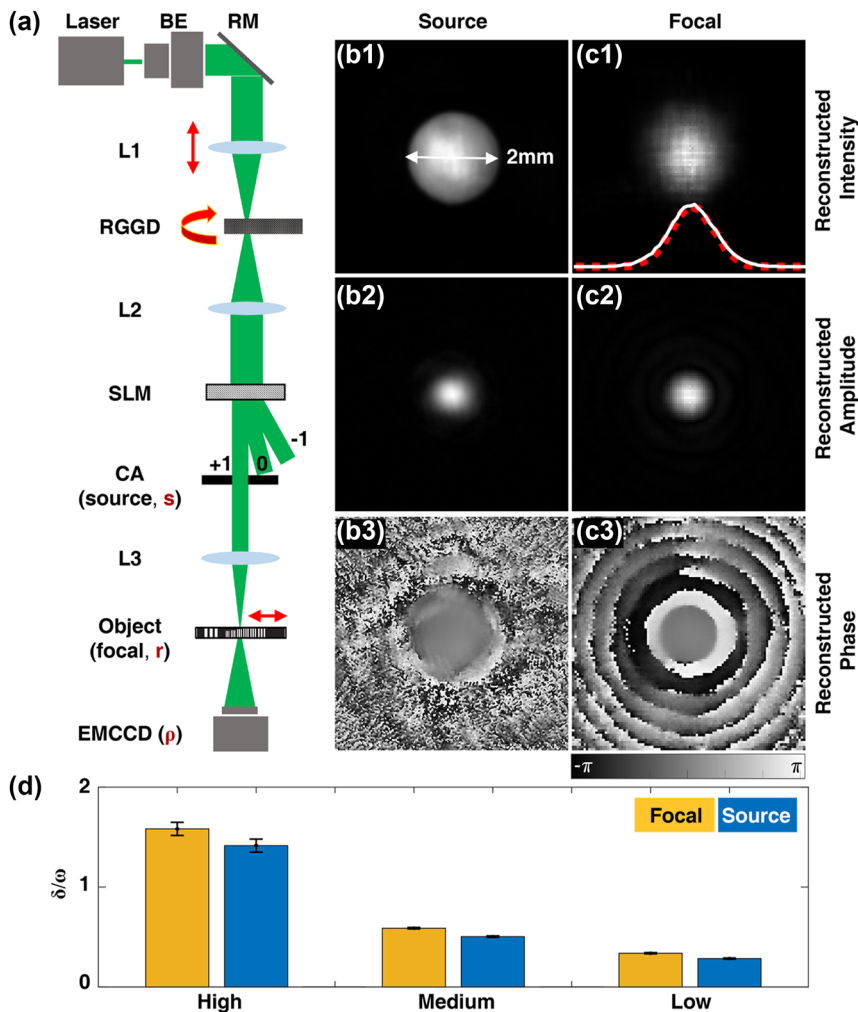 (a)
Laser
BE
RM
L1
RGGD
L2
SLM
+1
0
-1
CA
(source, s)
L3
Object
(focal, r)
EMCCD (ρ)
Source
Focal
(b1)
2mm
(c1)
Reconstructed
Intensity
(b2)
(c2)
Reconstructed
Amplitude
(b3)
(c3)
Reconstructed
Phase
-π
π
(d)
2
1
0
δ/ω
Focal
Source
High
Medium
Low